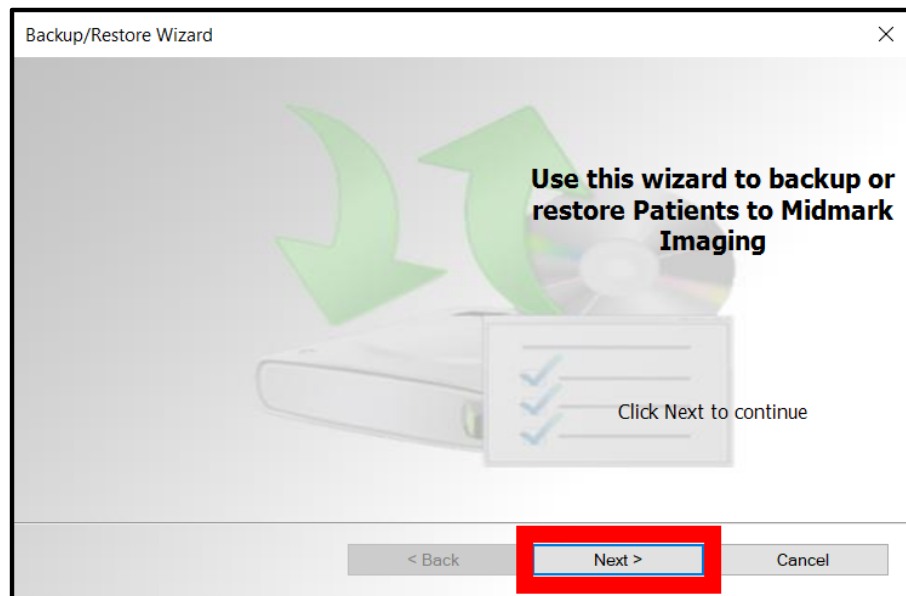 Backup/Restore Wizard
Use this wizard to backup or
restore Patients to Midmark
Imaging
Click Next to continue
< Back
Next >
Cancel